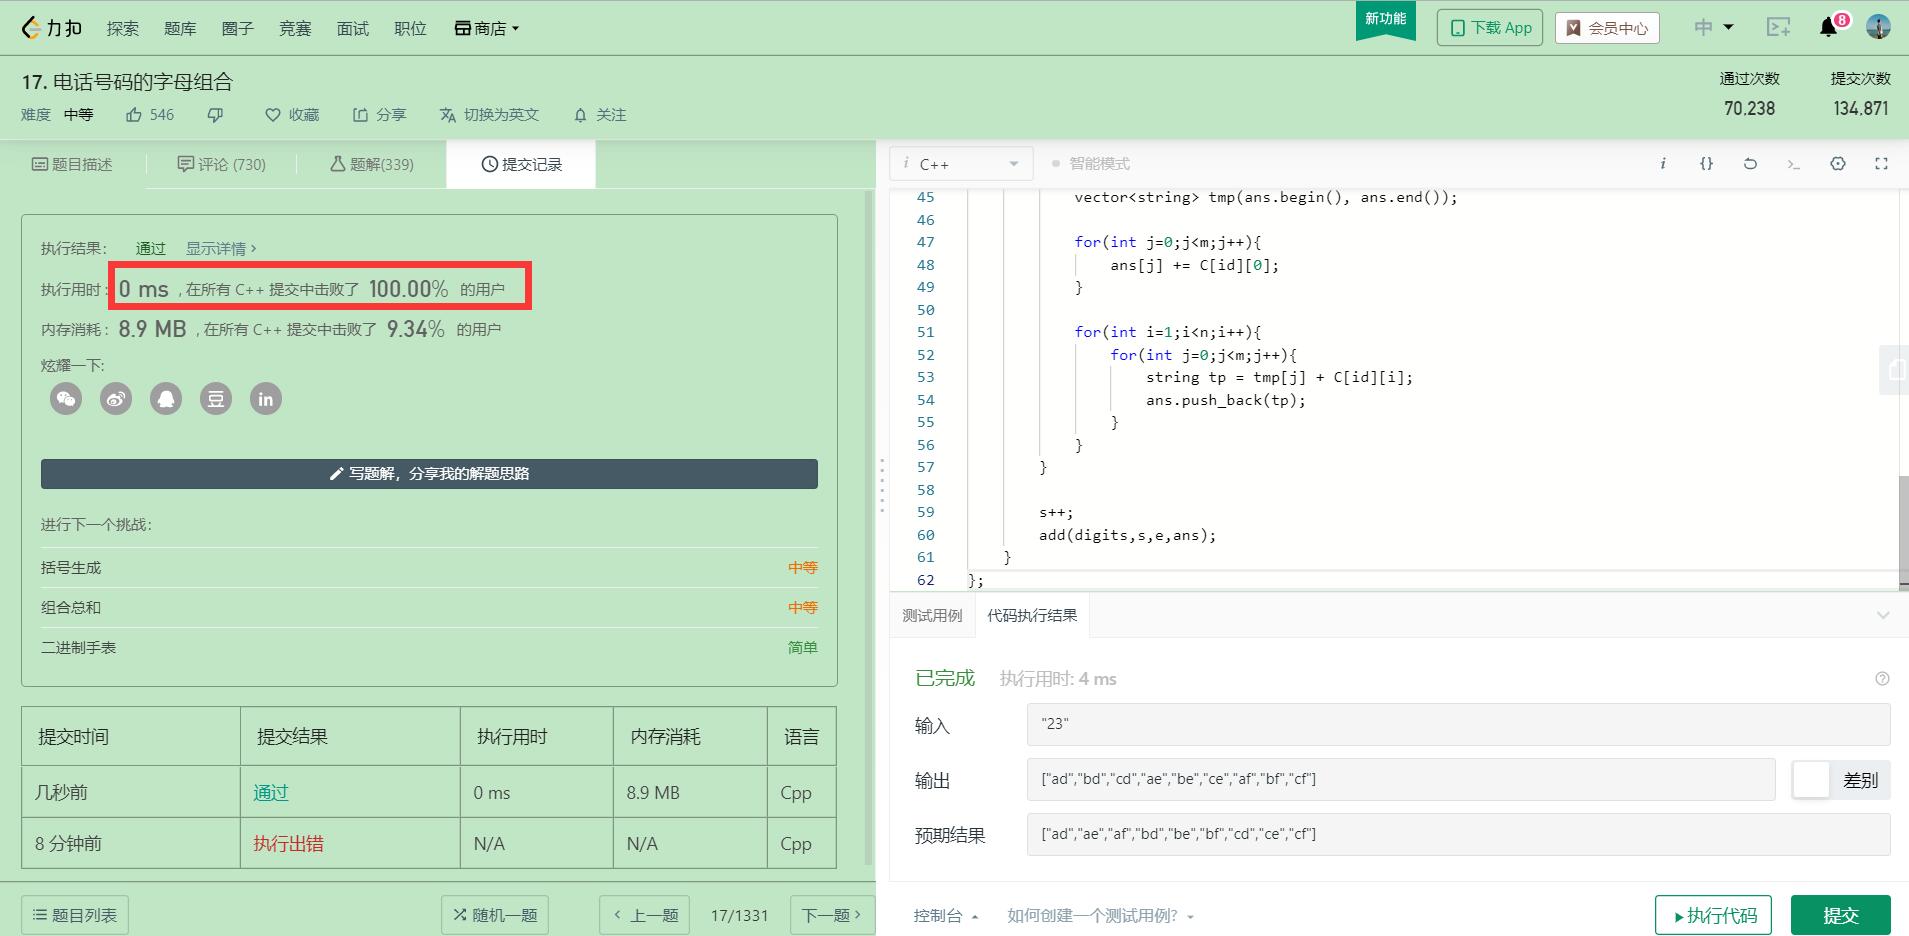 力扣 探索 题库 圈子 竞赛 面试 职位 商店 新功能 下载 App 会员中心 中 8
17. 电话号码的字母组合
通过次数 提交次数
70,238 134,871
难度 中等 546 收藏 分享 切换为英文 关注
题目描述 评论 (730) 题解(339) 提交记录
执行结果: 通过 显示详情 >
执行用时 : 0 ms , 在所有 C++ 提交中击败了 100.00% 的用户
内存消耗 : 8.9 MB , 在所有 C++ 提交中击败了 9.34% 的用户
炫耀一下:
豆 in
写题解, 分享我的解题思路
进行下一个挑战:
括号生成 中等
组合总和 中等
二进制手表 简单
提交时间 提交结果 执行用时 内存消耗 语言
几秒前 通过 0 ms 8.9 MB Cpp
8 分钟前 执行出错 N/A N/A Cpp
题目列表 随机一题 < 上一题 17/1331 下一题 >
i C++ 智能模式 i {} >_
45 vector<string> tmp(ans.begin(), ans.end());
46
47 for(int j=0;j<m;j++){
48 ans[j] += C[id][0];
49 }
50
51 for(int i=1;i<n;i++){
52 for(int j=0;j<m;j++){
53 string tp = tmp[j] + C[id][i];
54 ans.push_back(tp);
55 }
56 }
57 }
58
59 s++;
60 add(digits,s,e,ans);
61 }
62 };
测试用例 代码执行结果
已完成 执行用时: 4 ms
输入 "23"
输出 ["ad","bd","cd","ae","be","ce","af","bf","cf"] 差别
预期结果 ["ad","ae","af","bd","be","bf","cd","ce","cf"]
控制台 如何创建一个测试用例? 执行代码 提交